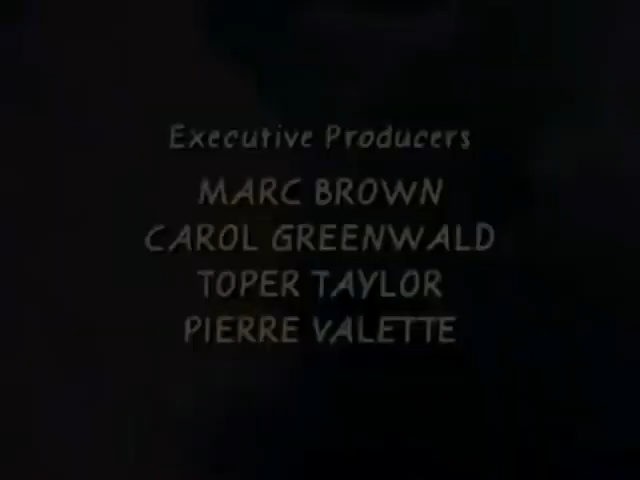 Executive Producers
MARC BROWN
CAROL GREENWALD
TOPER TAYLOR
PIERRE VALETTE